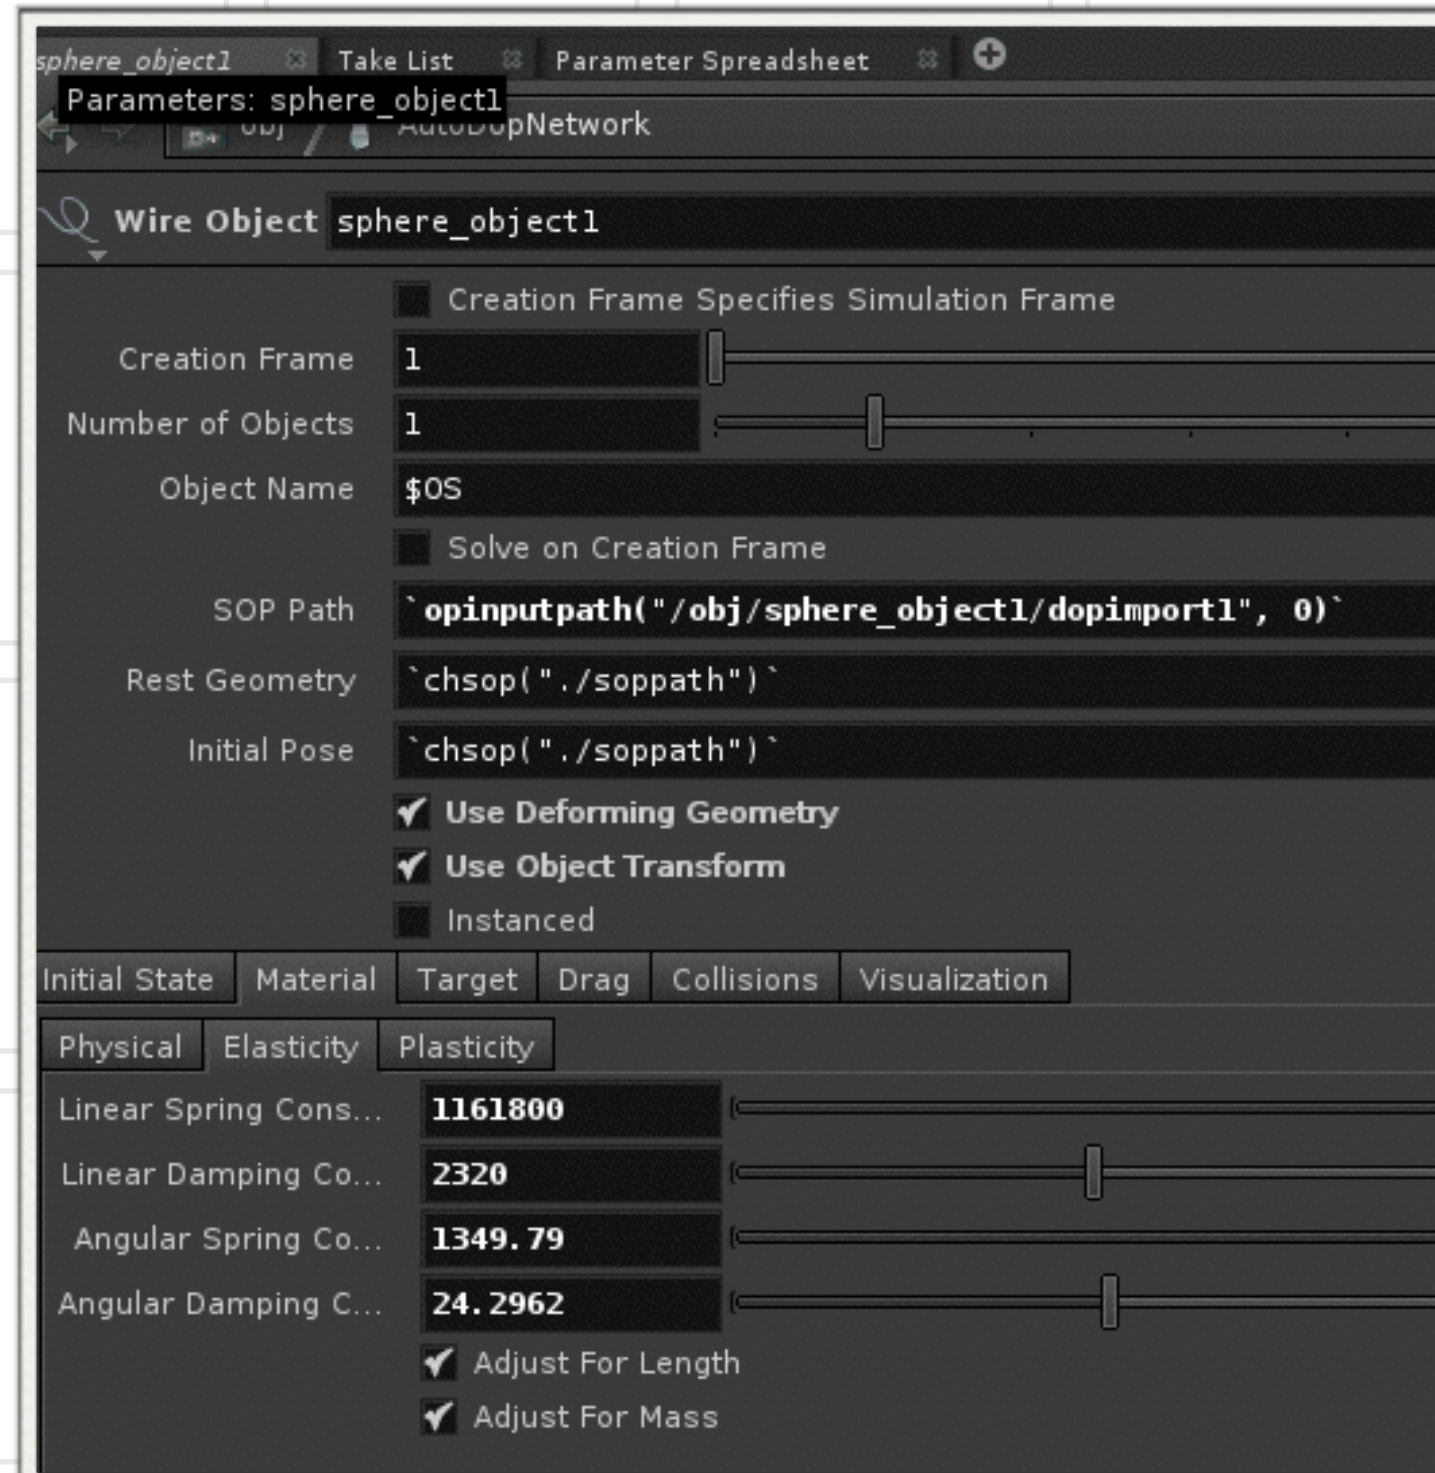 sphere_object1 Take List Parameter Spreadsheet
Parameters: sphere_object1
obj AutoDopNetwork
Wire Object sphere_object1
Creation Frame Specifies Simulation Frame
Creation Frame 1
Number of Objects 1
Object Name $OS
Solve on Creation Frame
SOP Path `opinputpath("/obj/sphere_object1/dopimport1", 0)`
Rest Geometry `chsop("./soppath")`
Initial Pose `chsop("./soppath")`
Use Deforming Geometry
Use Object Transform
Instanced
Initial State Material Target Drag Collisions Visualization
Physical Elasticity Plasticity
Linear Spring Cons... 1161800
Linear Damping Co... 2320
Angular Spring Co... 1349.79
Angular Damping C... 24.2962
Adjust For Length
Adjust For Mass